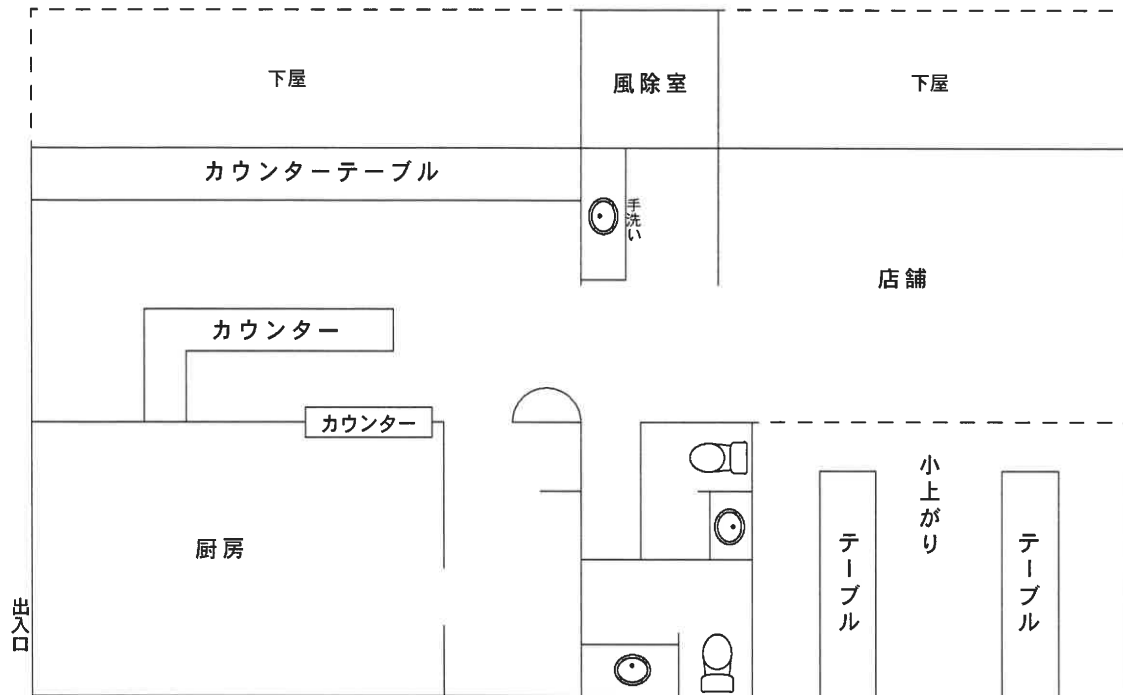 下屋
風除室
下屋
カウンターテーブル
手洗い
店舗
カウンター
カウンター
小上がり
厨房
テーブル
テーブル
出入口